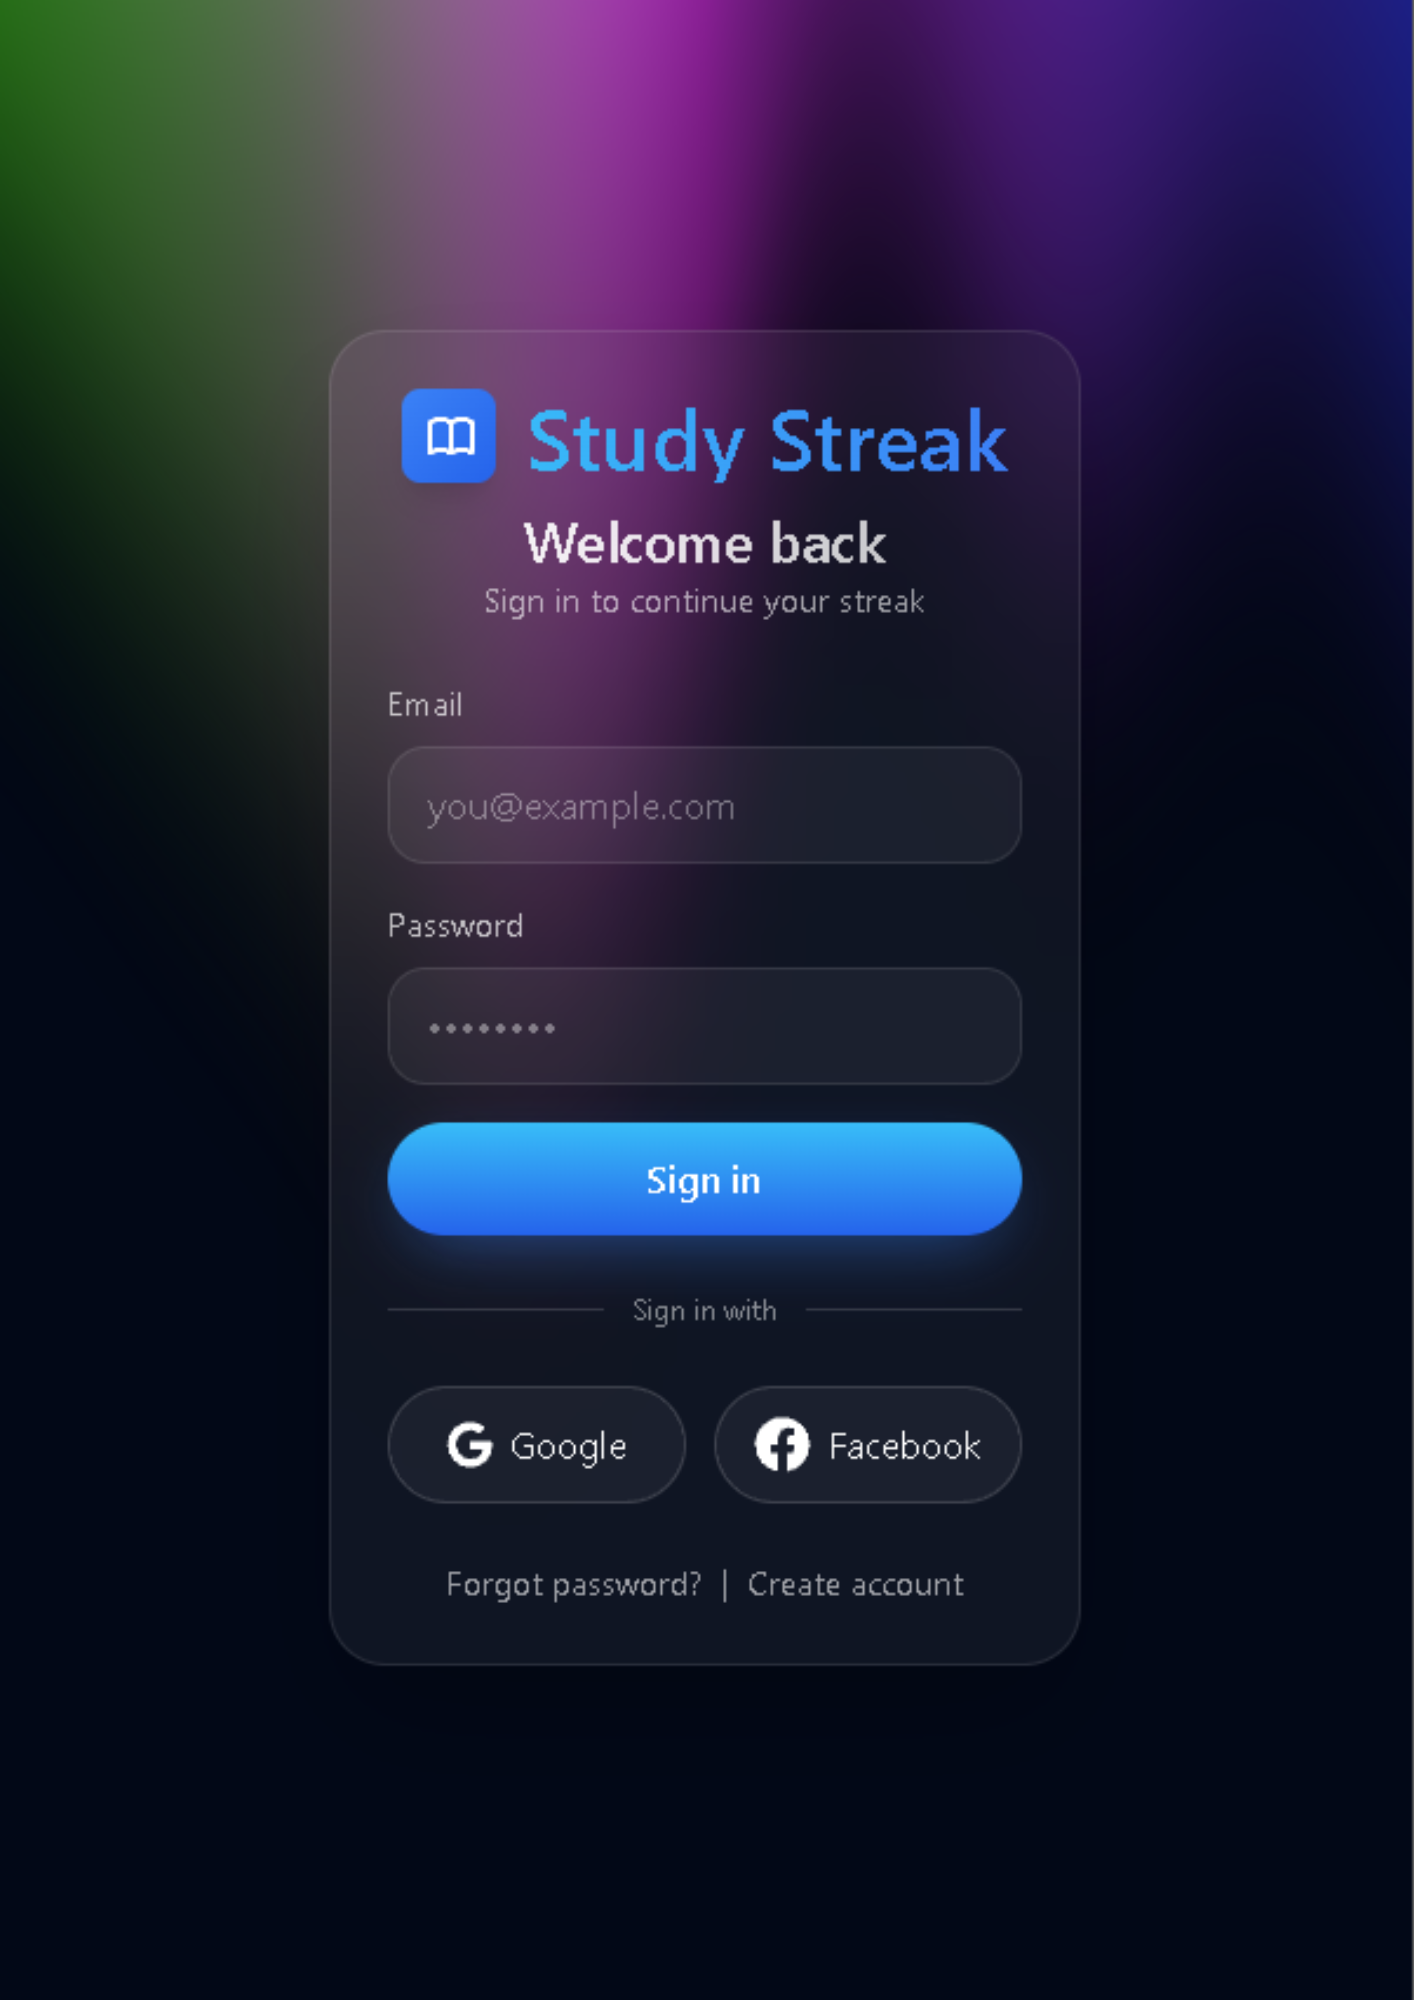 Study Streak
Welcome back
Sign in to continue your streak
Email
you@example.com
Password
••••••••
Sign in
Sign in with
Google
Facebook
Forgot password? | Create account